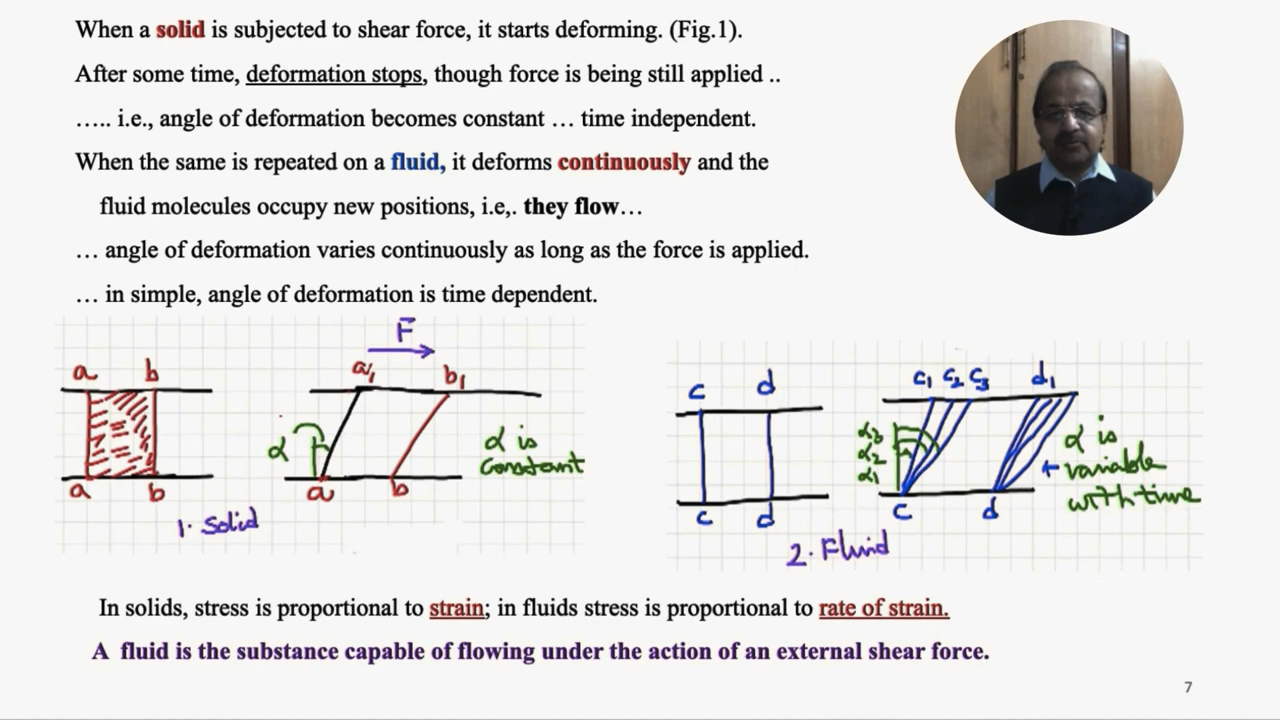 When a solid is subjected to shear force, it starts deforming. (Fig.1).
After some time, deformation stops, though force is being still applied ..
….. i.e., angle of deformation becomes constant … time independent.
When the same is repeated on a fluid, it deforms continuously and the
fluid molecules occupy new positions, i.e,. they flow…
… angle of deformation varies continuously as long as the force is applied.
… in simple, angle of deformation is time dependent.
F
a b
a₁ b₁
α
α is
constant
a b
a b
1. Solid
c d
c₁ c₂ c₃ d₁
α₃
α₂
α₁
α is
variable
with time
c d
c d
2. Fluid
In solids, stress is proportional to strain; in fluids stress is proportional to rate of strain.
A fluid is the substance capable of flowing under the action of an external shear force.
7